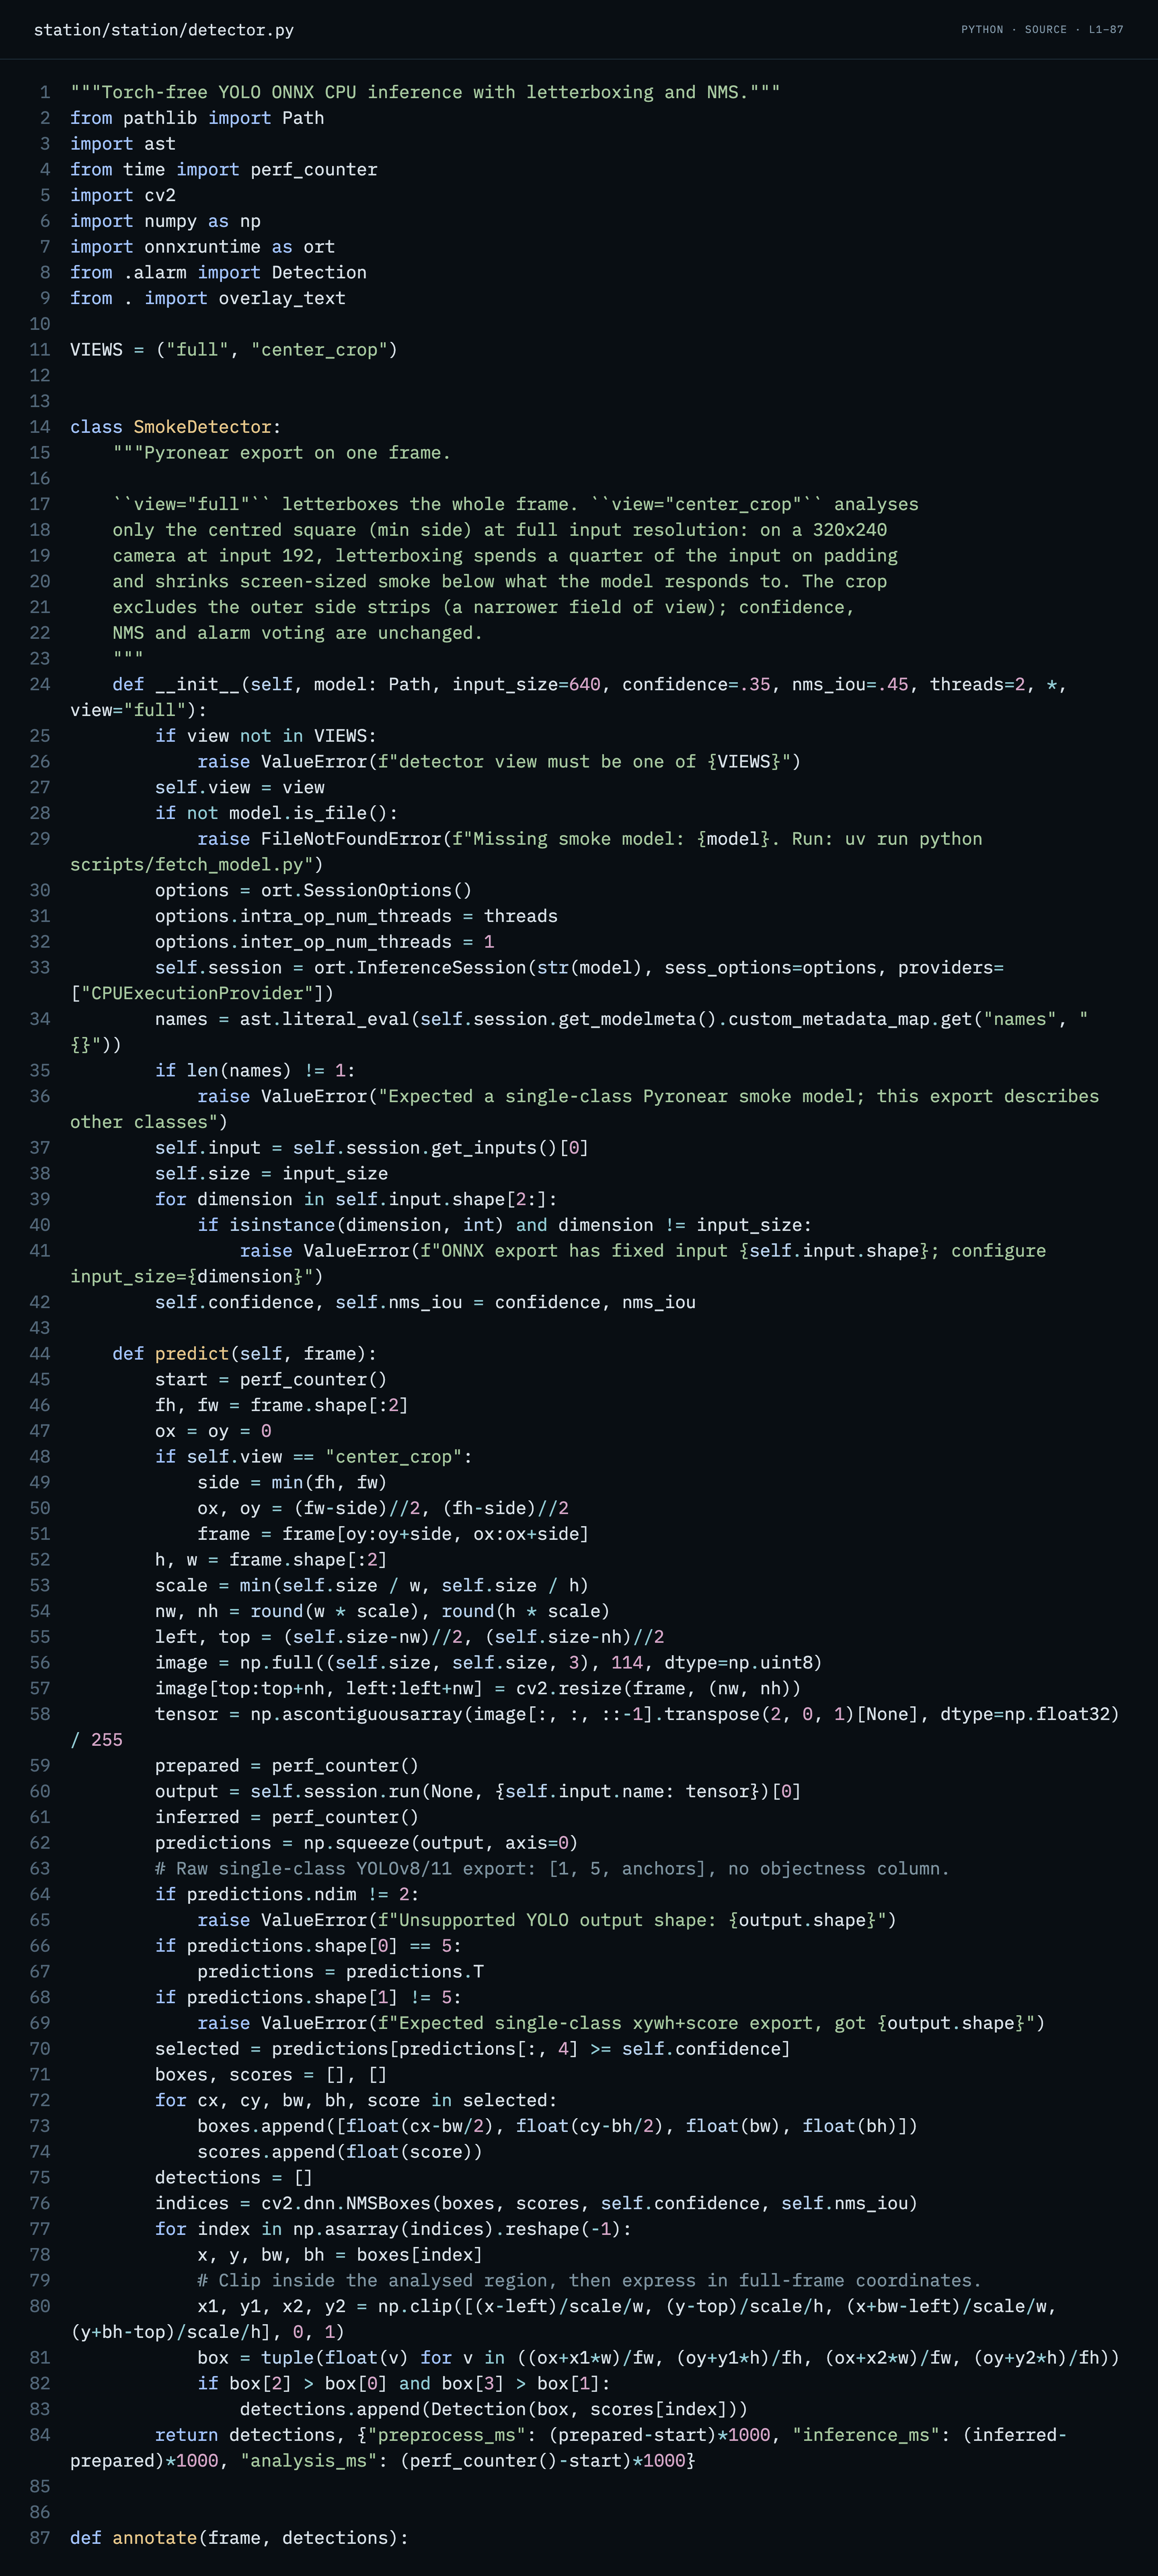 station/station/detector.py
PYTHON · SOURCE · L1–87
1 """Torch-free YOLO ONNX CPU inference with letterboxing and NMS."""
2 from pathlib import Path
3 import ast
4 from time import perf_counter
5 import cv2
6 import numpy as np
7 import onnxruntime as ort
8 from .alarm import Detection
9 from . import overlay_text
10
11 VIEWS = ("full", "center_crop")
12
13
14 class SmokeDetector:
15     """Pyronear export on one frame.
16
17     ``view="full"`` letterboxes the whole frame. ``view="center_crop"`` analyses
18     only the centred square (min side) at full input resolution: on a 320x240
19     camera at input 192, letterboxing spends a quarter of the input on padding
20     and shrinks screen-sized smoke below what the model responds to. The crop
21     excludes the outer side strips (a narrower field of view); confidence,
22     NMS and alarm voting are unchanged.
23     """
24     def __init__(self, model: Path, input_size=640, confidence=.35, nms_iou=.45, threads=2, *,
view="full"):
25         if view not in VIEWS:
26             raise ValueError(f"detector view must be one of {VIEWS}")
27         self.view = view
28         if not model.is_file():
29             raise FileNotFoundError(f"Missing smoke model: {model}. Run: uv run python
scripts/fetch_model.py")
30         options = ort.SessionOptions()
31         options.intra_op_num_threads = threads
32         options.inter_op_num_threads = 1
33         self.session = ort.InferenceSession(str(model), sess_options=options, providers=
["CPUExecutionProvider"])
34         names = ast.literal_eval(self.session.get_modelmeta().custom_metadata_map.get("names", "
{}"))
35         if len(names) != 1:
36             raise ValueError("Expected a single-class Pyronear smoke model; this export describes
other classes")
37         self.input = self.session.get_inputs()[0]
38         self.size = input_size
39         for dimension in self.input.shape[2:]:
40             if isinstance(dimension, int) and dimension != input_size:
41                 raise ValueError(f"ONNX export has fixed input {self.input.shape}; configure
input_size={dimension}")
42         self.confidence, self.nms_iou = confidence, nms_iou
43
44     def predict(self, frame):
45         start = perf_counter()
46         fh, fw = frame.shape[:2]
47         ox = oy = 0
48         if self.view == "center_crop":
49             side = min(fh, fw)
50             ox, oy = (fw-side)//2, (fh-side)//2
51             frame = frame[oy:oy+side, ox:ox+side]
52         h, w = frame.shape[:2]
53         scale = min(self.size / w, self.size / h)
54         nw, nh = round(w * scale), round(h * scale)
55         left, top = (self.size-nw)//2, (self.size-nh)//2
56         image = np.full((self.size, self.size, 3), 114, dtype=np.uint8)
57         image[top:top+nh, left:left+nw] = cv2.resize(frame, (nw, nh))
58         tensor = np.ascontiguousarray(image[:, :, ::-1].transpose(2, 0, 1)[None], dtype=np.float32)
/ 255
59         prepared = perf_counter()
60         output = self.session.run(None, {self.input.name: tensor})[0]
61         inferred = perf_counter()
62         predictions = np.squeeze(output, axis=0)
63         # Raw single-class YOLOv8/11 export: [1, 5, anchors], no objectness column.
64         if predictions.ndim != 2:
65             raise ValueError(f"Unsupported YOLO output shape: {output.shape}")
66         if predictions.shape[0] == 5:
67             predictions = predictions.T
68         if predictions.shape[1] != 5:
69             raise ValueError(f"Expected single-class xywh+score export, got {output.shape}")
70         selected = predictions[predictions[:, 4] >= self.confidence]
71         boxes, scores = [], []
72         for cx, cy, bw, bh, score in selected:
73             boxes.append([float(cx-bw/2), float(cy-bh/2), float(bw), float(bh)])
74             scores.append(float(score))
75         detections = []
76         indices = cv2.dnn.NMSBoxes(boxes, scores, self.confidence, self.nms_iou)
77         for index in np.asarray(indices).reshape(-1):
78             x, y, bw, bh = boxes[index]
79             # Clip inside the analysed region, then express in full-frame coordinates.
80             x1, y1, x2, y2 = np.clip([(x-left)/scale/w, (y-top)/scale/h, (x+bw-left)/scale/w,
(y+bh-top)/scale/h], 0, 1)
81             box = tuple(float(v) for v in ((ox+x1*w)/fw, (oy+y1*h)/fh, (ox+x2*w)/fw, (oy+y2*h)/fh))
82             if box[2] > box[0] and box[3] > box[1]:
83                 detections.append(Detection(box, scores[index]))
84         return detections, {"preprocess_ms": (prepared-start)*1000, "inference_ms": (inferred-
prepared)*1000, "analysis_ms": (perf_counter()-start)*1000}
85
86
87 def annotate(frame, detections):